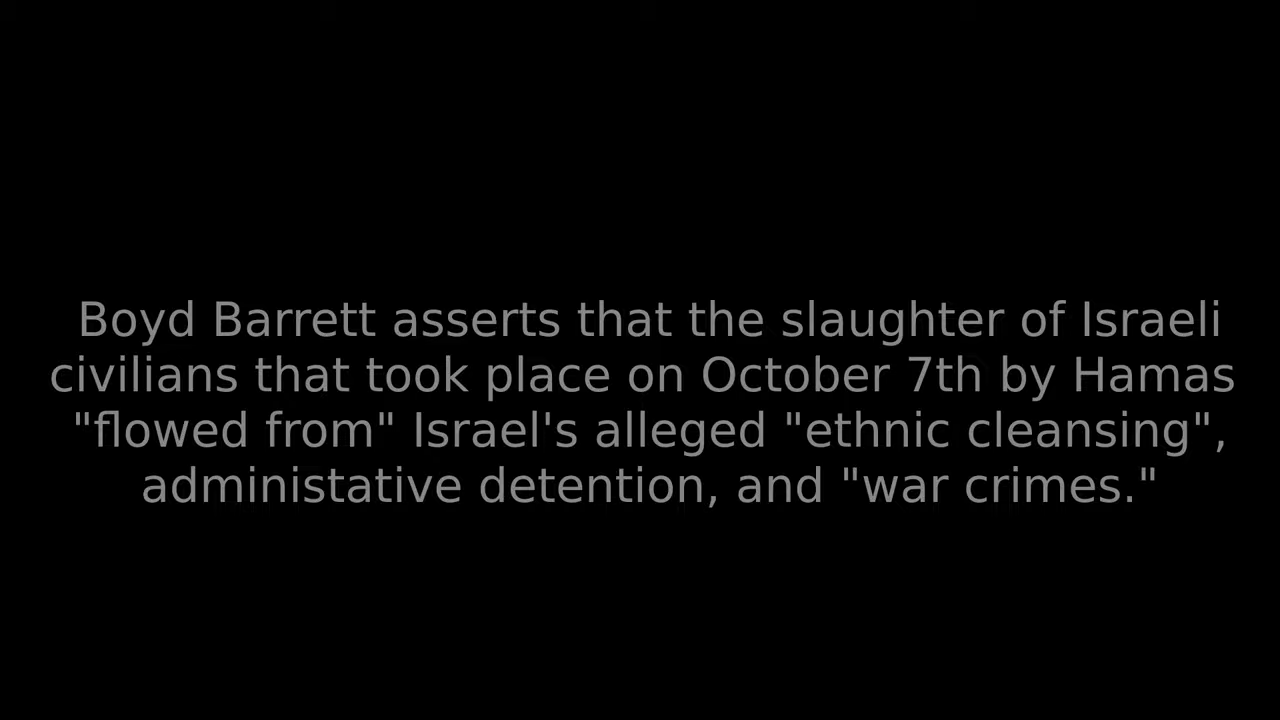 Boyd Barrett asserts that the slaughter of Israeli
civilians that took place on October 7th by Hamas
"flowed from" Israel's alleged "ethnic cleansing",
administative detention, and "war crimes."